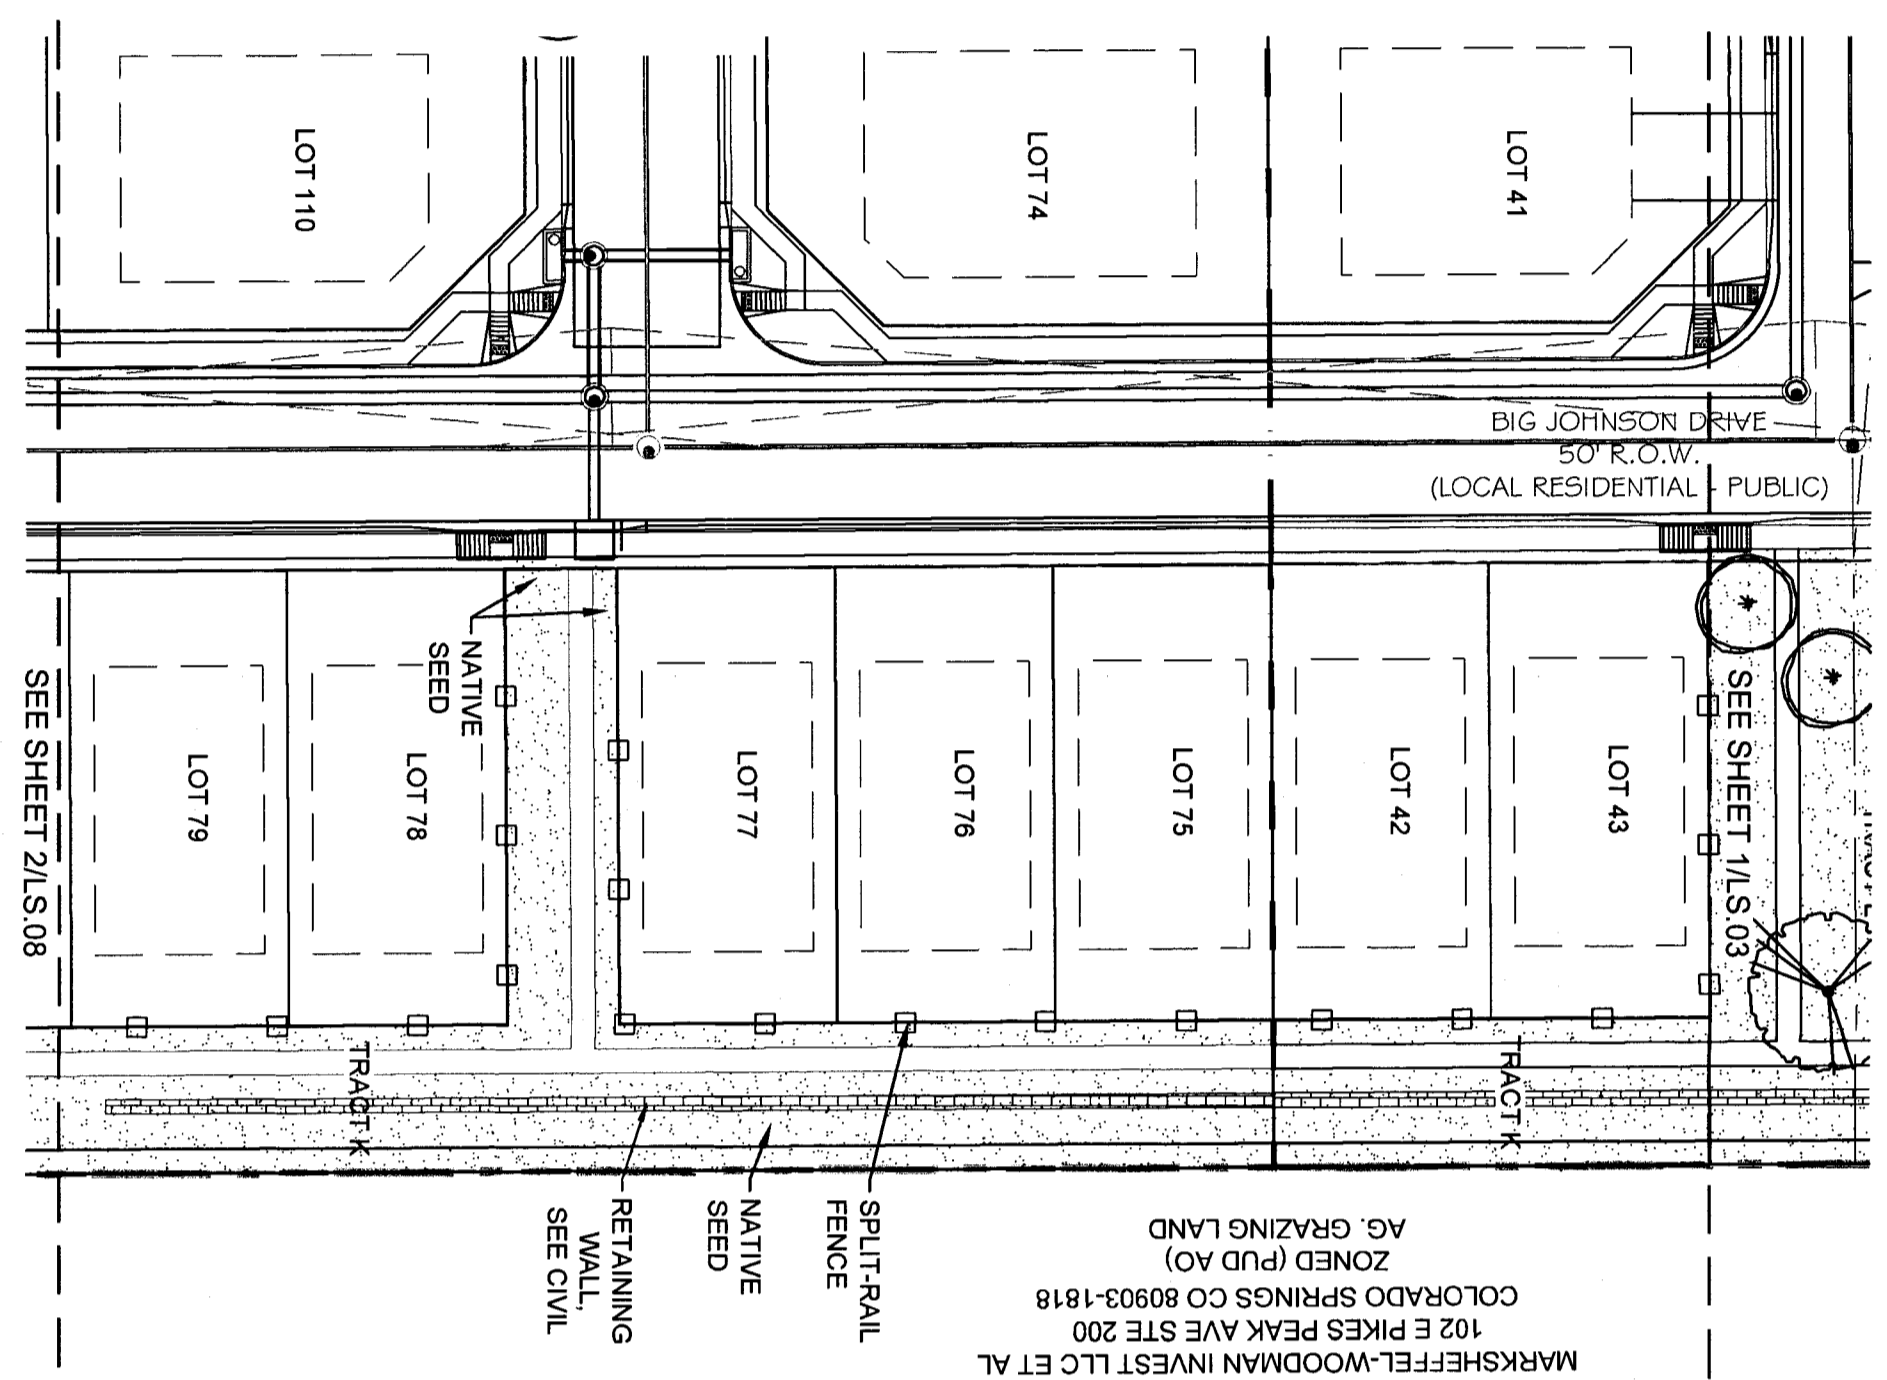 LOT 110
LOT 74
LOT 41
BIG JOHNSON DRIVE
50' R.O.W.
(LOCAL RESIDENTIAL - PUBLIC)
NATIVE
SEED
SEE SHEET 2/LS.08
LOT 79
LOT 78
LOT 77
LOT 76
LOT 75
LOT 42
LOT 43
SEE SHEET 1/LS.03
TRACT K
TRACT K
RETAINING
WALL,
SEE CIVIL
NATIVE
SEED
SPLIT-RAIL
FENCE
MARKSHEFFEL-WOODMAN INVEST LLC ET AL
102 E PIKES PEAK AVE STE 200
COLORADO SPRINGS CO 80903-1818
ZONED (PUD AO)
AG. GRAZING LAND